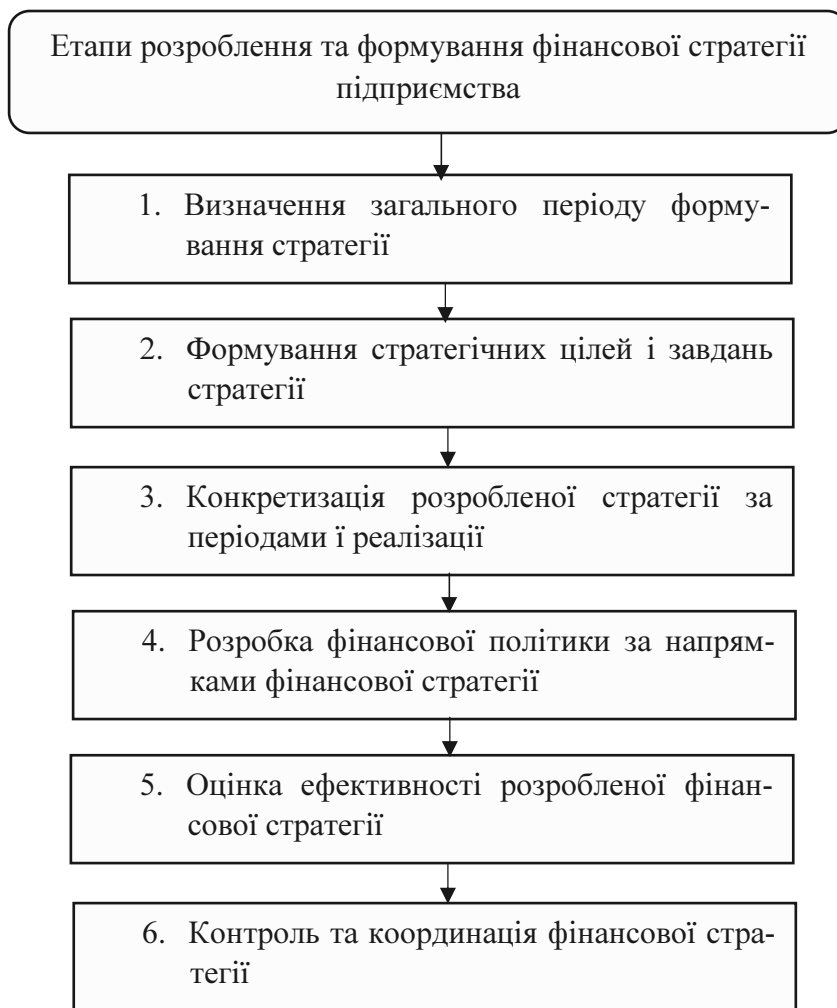 Етапи розроблення та формування фінансової стратегії
підприємства
1. Визначення загального періоду форму-
вання стратегії
2. Формування стратегічних цілей і завдань
стратегії
3. Конкретизація розробленої стратегії за
періодами ї реалізації
4. Розробка фінансової політики за напрям-
ками фінансової стратегії
5. Оцінка ефективності розробленої фінан-
сової стратегії
6. Контроль та координація фінансової стра-
тегії